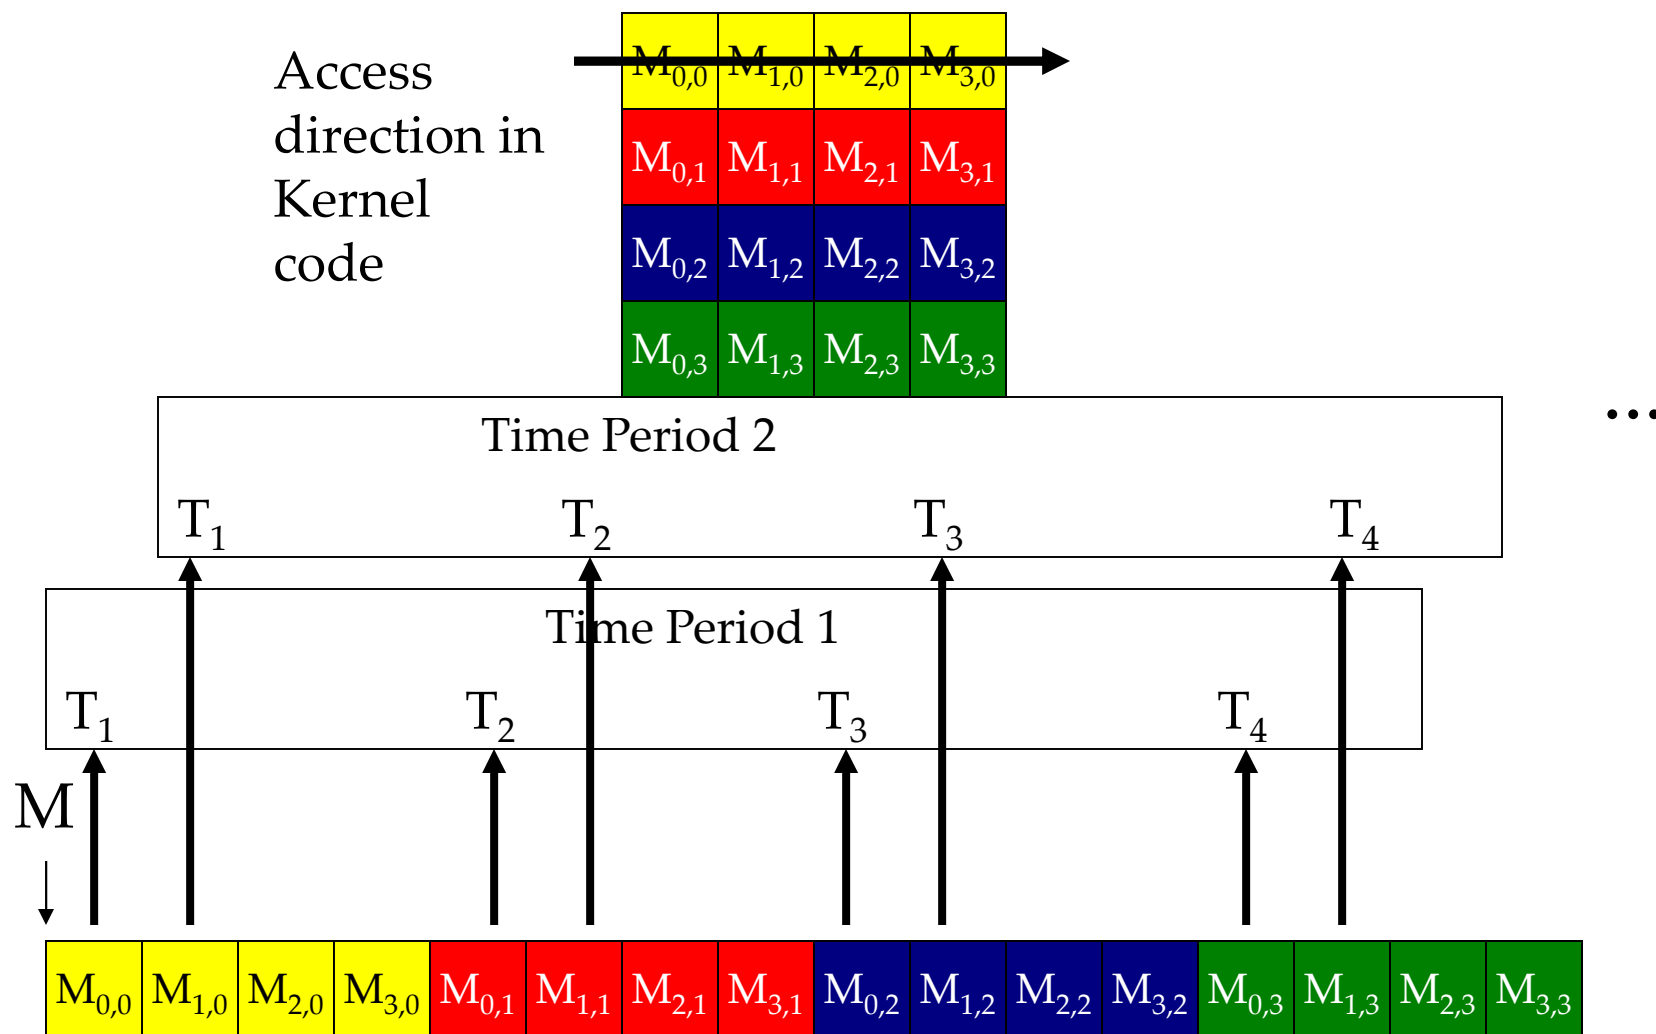 Access
direction in
Kernel
code
M0,0 M1,0 M2,0 M3,0
M0,1 M1,1 M2,1 M3,1
M0,2 M1,2 M2,2 M3,2
M0,3 M1,3 M2,3 M3,3
Time Period 2
...
T1 T2 T3 T4
Time Period 1
T1 T2 T3 T4
M
M0,0 M1,0 M2,0 M3,0 M0,1 M1,1 M2,1 M3,1 M0,2 M1,2 M2,2 M3,2 M0,3 M1,3 M2,3 M3,3